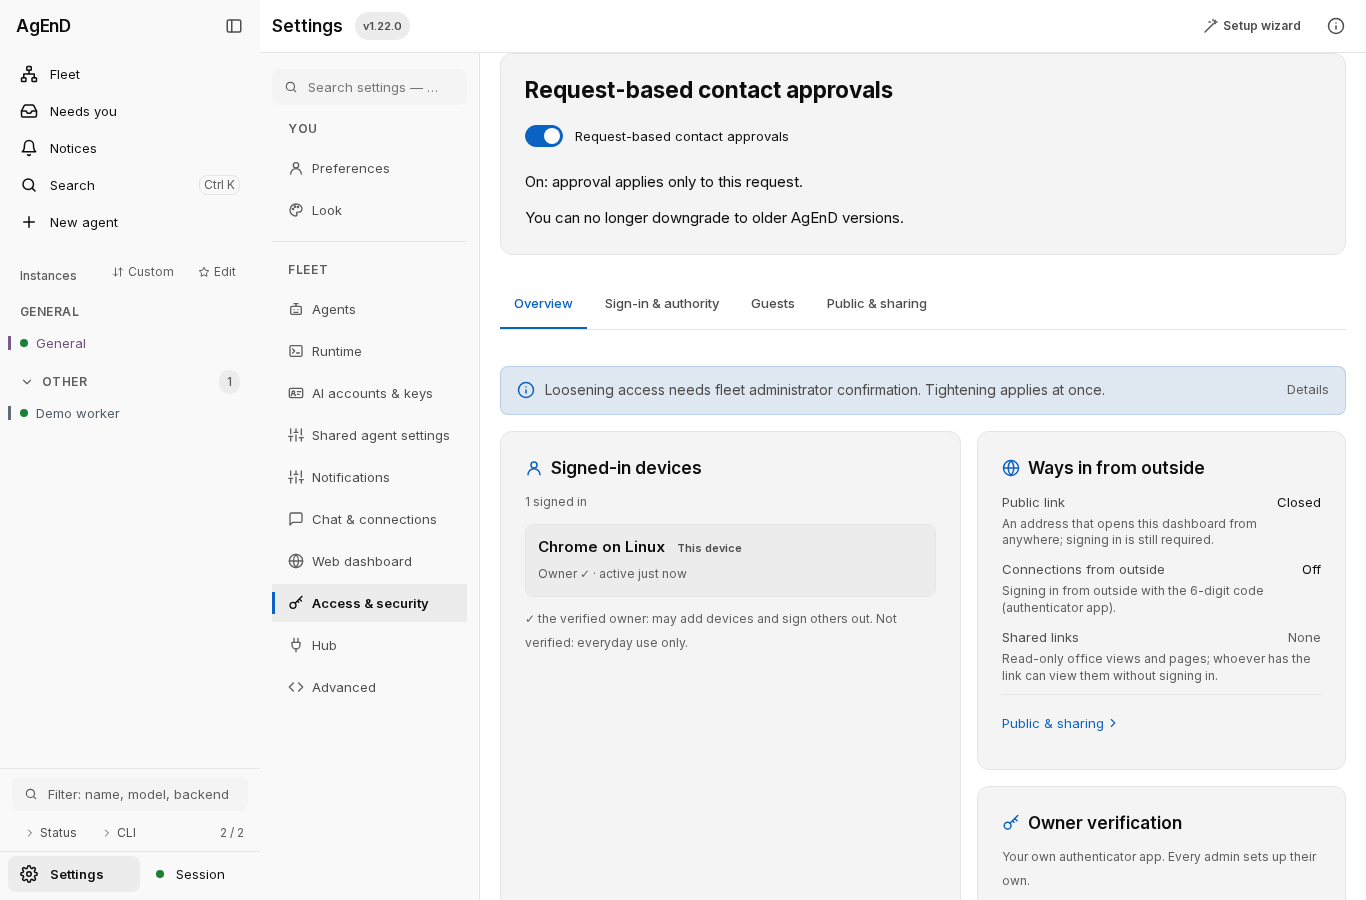 AgEnD
Fleet
Needs you
Notices
Search
Ctrl K
New agent
Instances
Custom
Edit
GENERAL
General
OTHER
1
Demo worker
Filter: name, model, backend
Status
CLI
2 / 2
Settings
Session
Settings
v1.22.0
Setup wizard
Search settings — …
YOU
Preferences
Look
FLEET
Agents
Runtime
AI accounts & keys
Shared agent settings
Notifications
Chat & connections
Web dashboard
Access & security
Hub
Advanced
Request-based contact approvals
Request-based contact approvals
On: approval applies only to this request.
You can no longer downgrade to older AgEnD versions.
Overview
Sign-in & authority
Guests
Public & sharing
Loosening access needs fleet administrator confirmation. Tightening applies at once.
Details
Signed-in devices
1 signed in
Chrome on Linux
This device
Owner ✓ · active just now
✓ the verified owner: may add devices and sign others out. Not
verified: everyday use only.
Ways in from outside
Public link
Closed
An address that opens this dashboard from
anywhere; signing in is still required.
Connections from outside
Off
Signing in from outside with the 6-digit code
(authenticator app).
Shared links
None
Read-only office views and pages; whoever has the
link can view them without signing in.
Public & sharing
Owner verification
Your own authenticator app. Every admin sets up their
own.